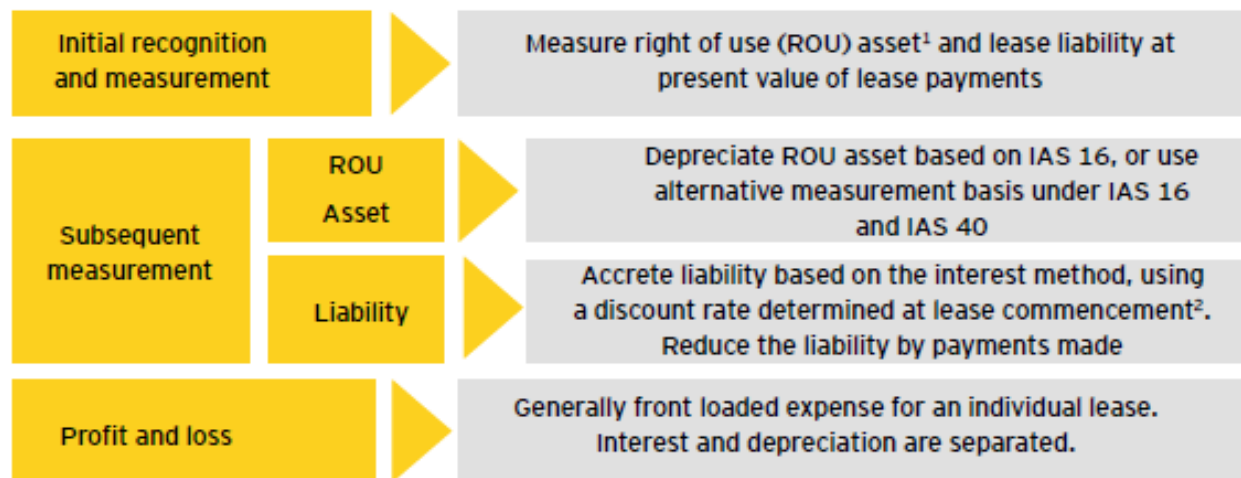 Initial recognition
and measurement
Measure right of use (ROU) asset¹ and lease liability at
present value of lease payments
Subsequent
measurement
ROU
Asset
Depreciate ROU asset based on IAS 16, or use
alternative measurement basis under IAS 16
and IAS 40
Liability
Accrete liability based on the interest method, using
a discount rate determined at lease commencement².
Reduce the liability by payments made
Profit and loss
Generally front loaded expense for an individual lease.
Interest and depreciation are separated.